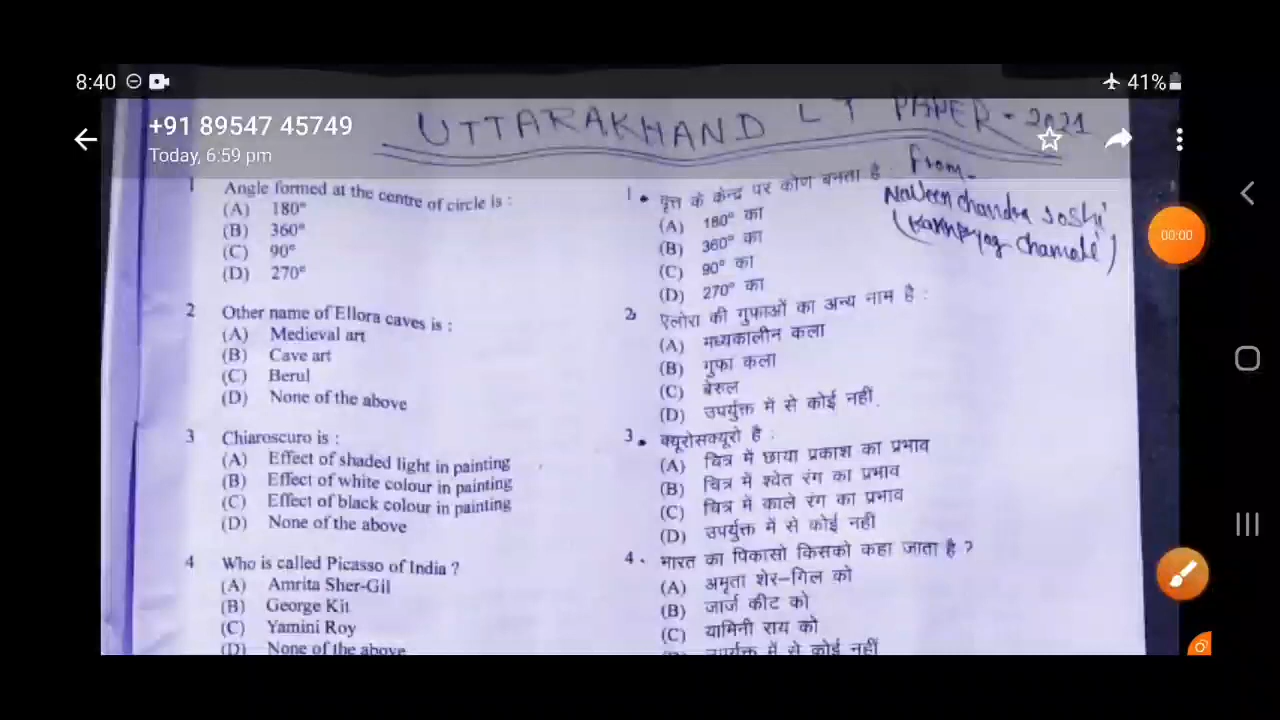 8:40
41%
+91 89547 45749
Today, 6:59 pm
UTTARAKHAND LT PAPER - 2021
From -
Naveen chandra Joshi
chamoli)
00:00
1 Angle formed at the centre of circle is :
(A) 180°
(B) 360°
(C) 90°
(D) 270°
2 Other name of Ellora caves is :
(A) Medieval art
(B) Cave art
(C) Berul
(D) None of the above
3 Chiaroscuro is :
(A) Effect of shaded light in painting
(B) Effect of white colour in painting
(C) Effect of black colour in painting
(D) None of the above
4 Who is called Picasso of India ?
(A) Amrita Sher-Gil
(B) George Kit
(C) Yamini Roy
(D) None of the above
1 वृत्त के केन्द्र पर कोण बनता है :
(A) 180° का
(B) 360° का
(C) 90° का
(D) 270° का
2 एलोरा की गुफाओं का अन्य नाम है :
(A) मध्यकालीन कला
(B) गुफा कला
(C) बेरुल
(D) उपर्युक्त में से कोई नहीं
3 क्यूरोसक्यूरो है :
(A) चित्र में छाया प्रकाश का प्रभाव
(B) चित्र में श्वेत रंग का प्रभाव
(C) चित्र में काले रंग का प्रभाव
(D) उपर्युक्त में से कोई नहीं
4 भारत का पिकासो किसको कहा जाता है ?
(A) अमृता शेर-गिल को
(B) जार्ज कीट को
(C) यामिनी राय को
(D) उपर्युक्त में से कोई नहीं